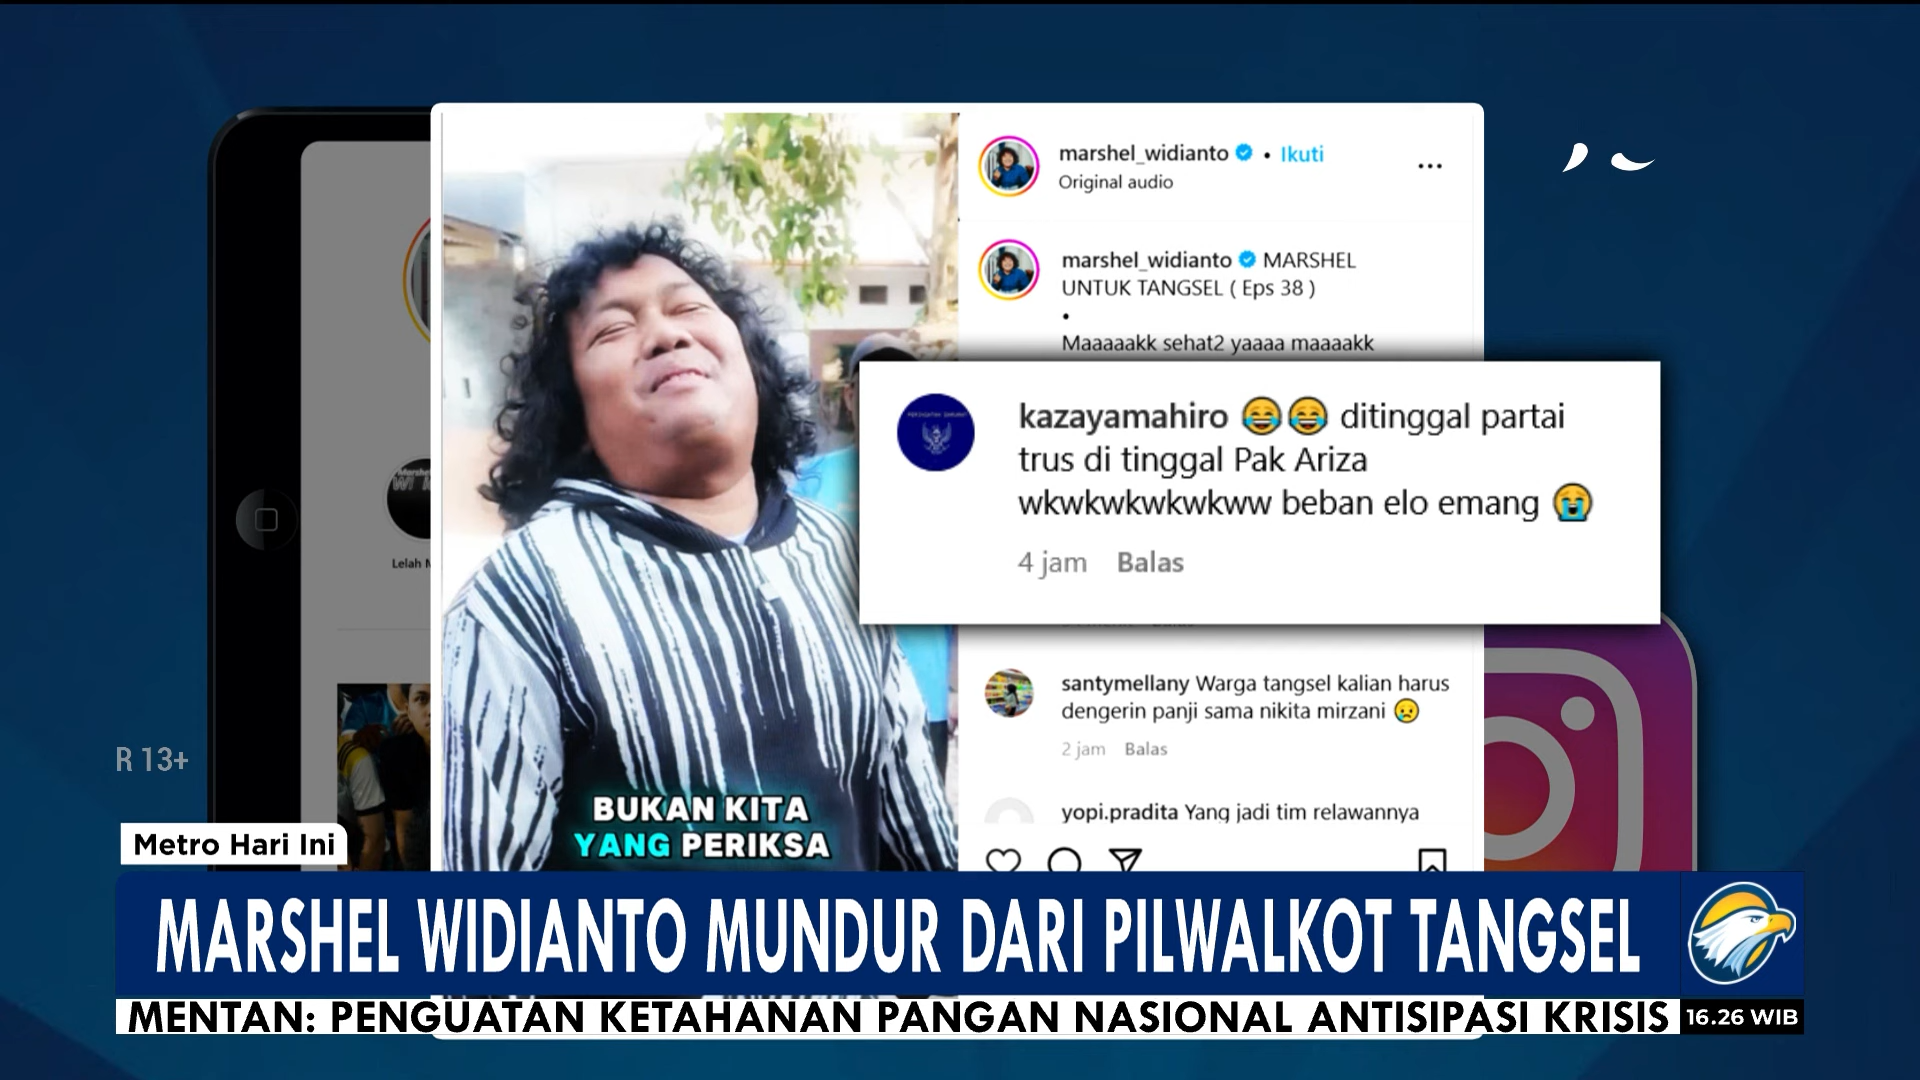 marshel_widianto • Ikuti
Original audio
marshel_widianto MARSHEL
UNTUK TANGSEL ( Eps 38 )
•
Maaaaakk sehat2 yaaaa maaaakk
kazayamahiro 😂😂 ditinggal partai
trus di tinggal Pak Ariza
wkwkwkwkwkww beban elo emang 😭
4 jam Balas
santymellany Warga tangsel kalian harus
dengerin panji sama nikita mirzani 😥
2 jam Balas
yopi.pradita Yang jadi tim relawannya
Lelah
BUKAN KITA
YANG PERIKSA
R 13+
Metro Hari Ini
MARSHEL WIDIANTO MUNDUR DARI PILWALKOT TANGSEL
MENTAN: PENGUATAN KETAHANAN PANGAN NASIONAL ANTISIPASI KRISIS
16.26 WIB